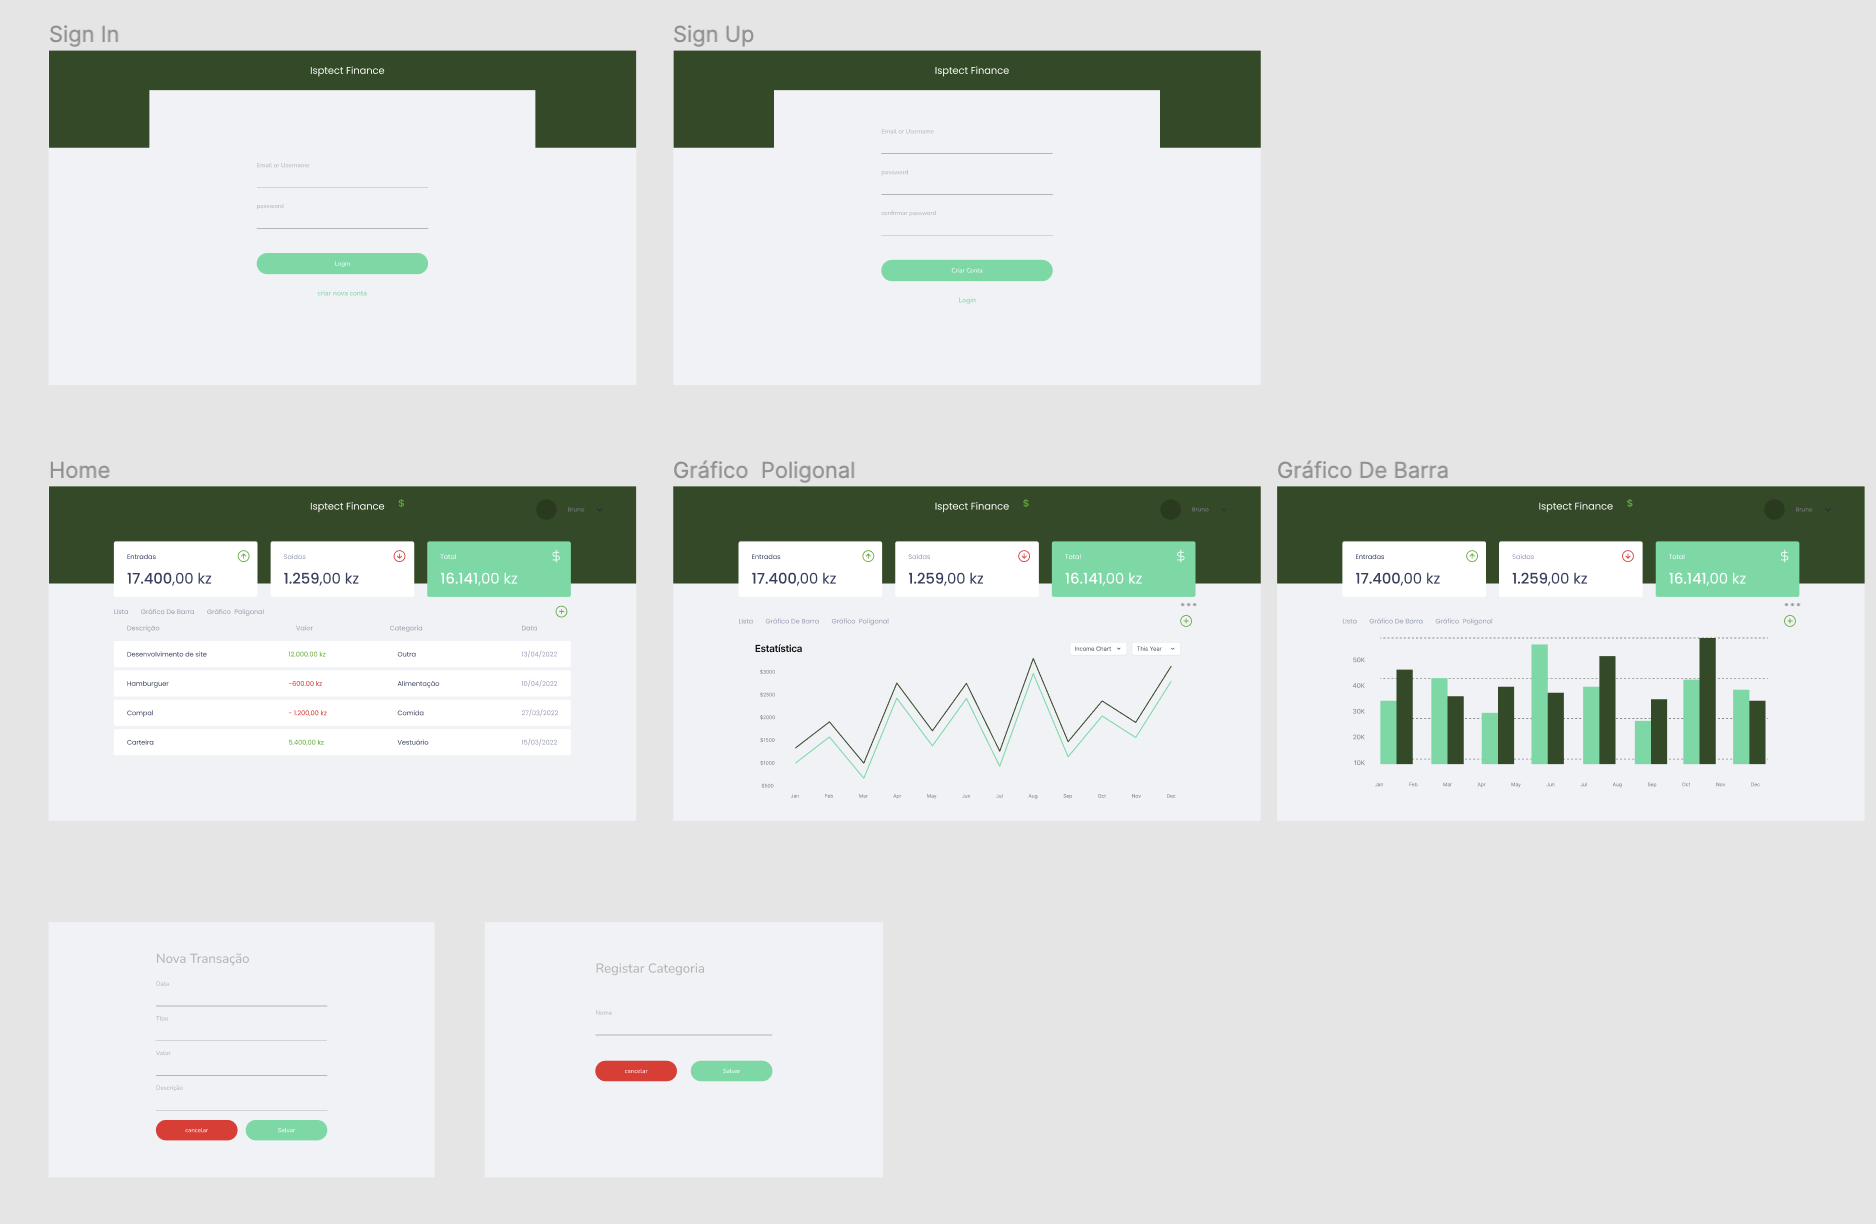 Sign In
Isptect Finance
Email or Username
password
Login
criar nova conta
Sign Up
Isptect Finance
Email or Username
password
confirmar password
Criar Conta
Login
Home
Isptect Finance $
Bruno
Entradas
17.400,00 kz
Saídas
1.259,00 kz
Total $
16.141,00 kz
Lista Gráfico De Barra Gráfico Poligonal
Descrição Valor Categoria Data
Desenvolvimento de site 12.000,00 kz Outra 13/04/2022
Hamburguer -600.00 kz Alimentação 10/04/2022
Compal - 1.200,00 kz Comida 27/03/2022
Carteira 5.400,00 kz Vestuário 15/03/2022
Gráfico Poligonal
Isptect Finance $
Bruno
Entradas
17.400,00 kz
Saídas
1.259,00 kz
Total $
16.141,00 kz
Lista Gráfico De Barra Gráfico Poligonal
Estatística
Income Chart This Year
$3000
$2500
$2000
$1500
$1000
$500
Jan Feb Mar Apr May Jun Jul Aug Sep Oct Nov Dec
Gráfico De Barra
Isptect Finance $
Bruno
Entradas
17.400,00 kz
Saídas
1.259,00 kz
Total $
16.141,00 kz
Lista Gráfico De Barra Gráfico Poligonal
50K
40K
30K
20K
10K
Jan Feb Mar Apr May Jun Jul Aug Sep Oct Nov Dec
Nova Transação
Data
Tipo
Valor
Descrição
cancelar
Salvar
Registar Categoria
Nome
cancelar
Salvar